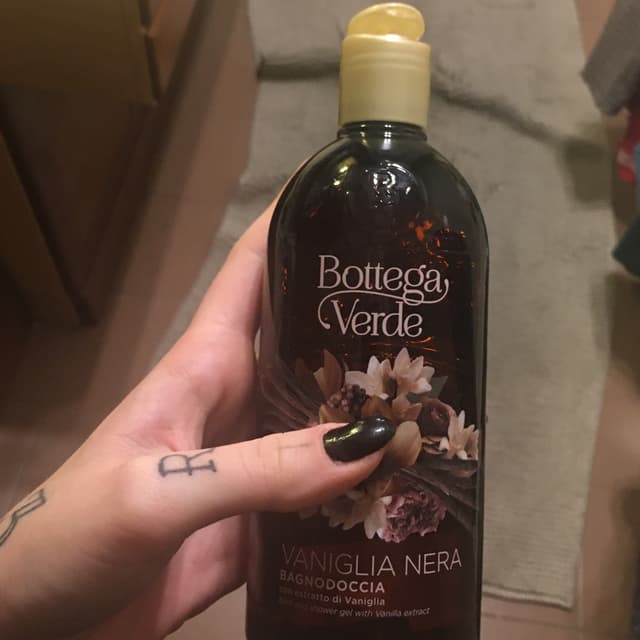 Bottega
Verde
R
VANIGLIA NERA
BAGNODOCCIA
con estratto di Vaniglia
shower gel with Vanilla extract